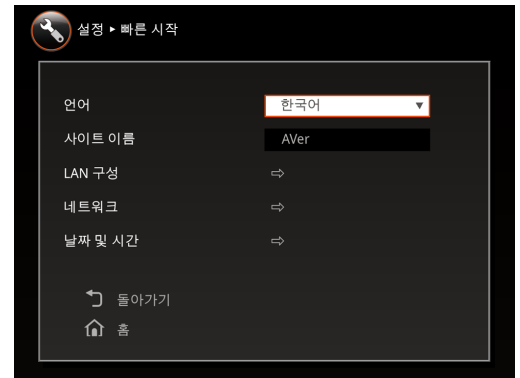 설정 ▸ 빠른 시작
언어 한국어 ▼
사이트 이름 AVer
LAN 구성 ⇨
네트워크 ⇨
날짜 및 시간 ⇨
돌아가기
홈